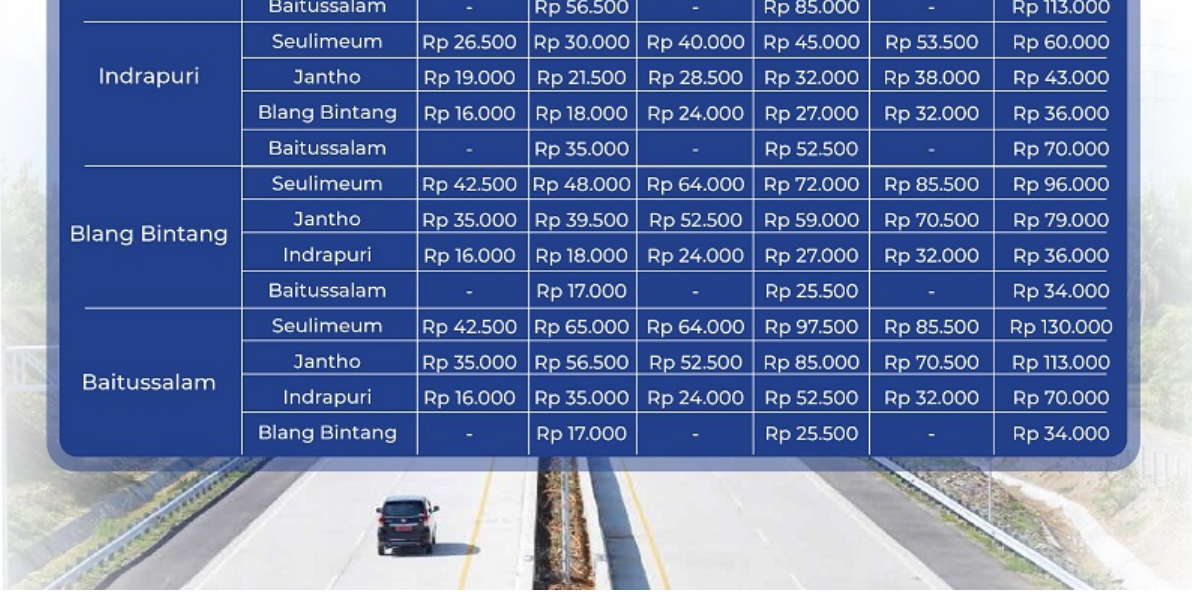 Baitussalam - Rp 56.500 - Rp 85.000 - Rp 113.000
Seulimeum Rp 26.500 Rp 30.000 Rp 40.000 Rp 45.000 Rp 53.500 Rp 60.000
Indrapuri
Jantho Rp 19.000 Rp 21.500 Rp 28.500 Rp 32.000 Rp 38.000 Rp 43.000
Blang Bintang Rp 16.000 Rp 18.000 Rp 24.000 Rp 27.000 Rp 32.000 Rp 36.000
Baitussalam - Rp 35.000 - Rp 52.500 - Rp 70.000
Seulimeum Rp 42.500 Rp 48.000 Rp 64.000 Rp 72.000 Rp 85.500 Rp 96.000
Jantho Rp 35.000 Rp 39.500 Rp 52.500 Rp 59.000 Rp 70.500 Rp 79.000
Blang Bintang
Indrapuri Rp 16.000 Rp 18.000 Rp 24.000 Rp 27.000 Rp 32.000 Rp 36.000
Baitussalam - Rp 17.000 - Rp 25.500 - Rp 34.000
Seulimeum Rp 42.500 Rp 65.000 Rp 64.000 Rp 97.500 Rp 85.500 Rp 130.000
Jantho Rp 35.000 Rp 56.500 Rp 52.500 Rp 85.000 Rp 70.500 Rp 113.000
Baitussalam
Indrapuri Rp 16.000 Rp 35.000 Rp 24.000 Rp 52.500 Rp 32.000 Rp 70.000
Blang Bintang - Rp 17.000 - Rp 25.500 - Rp 34.000